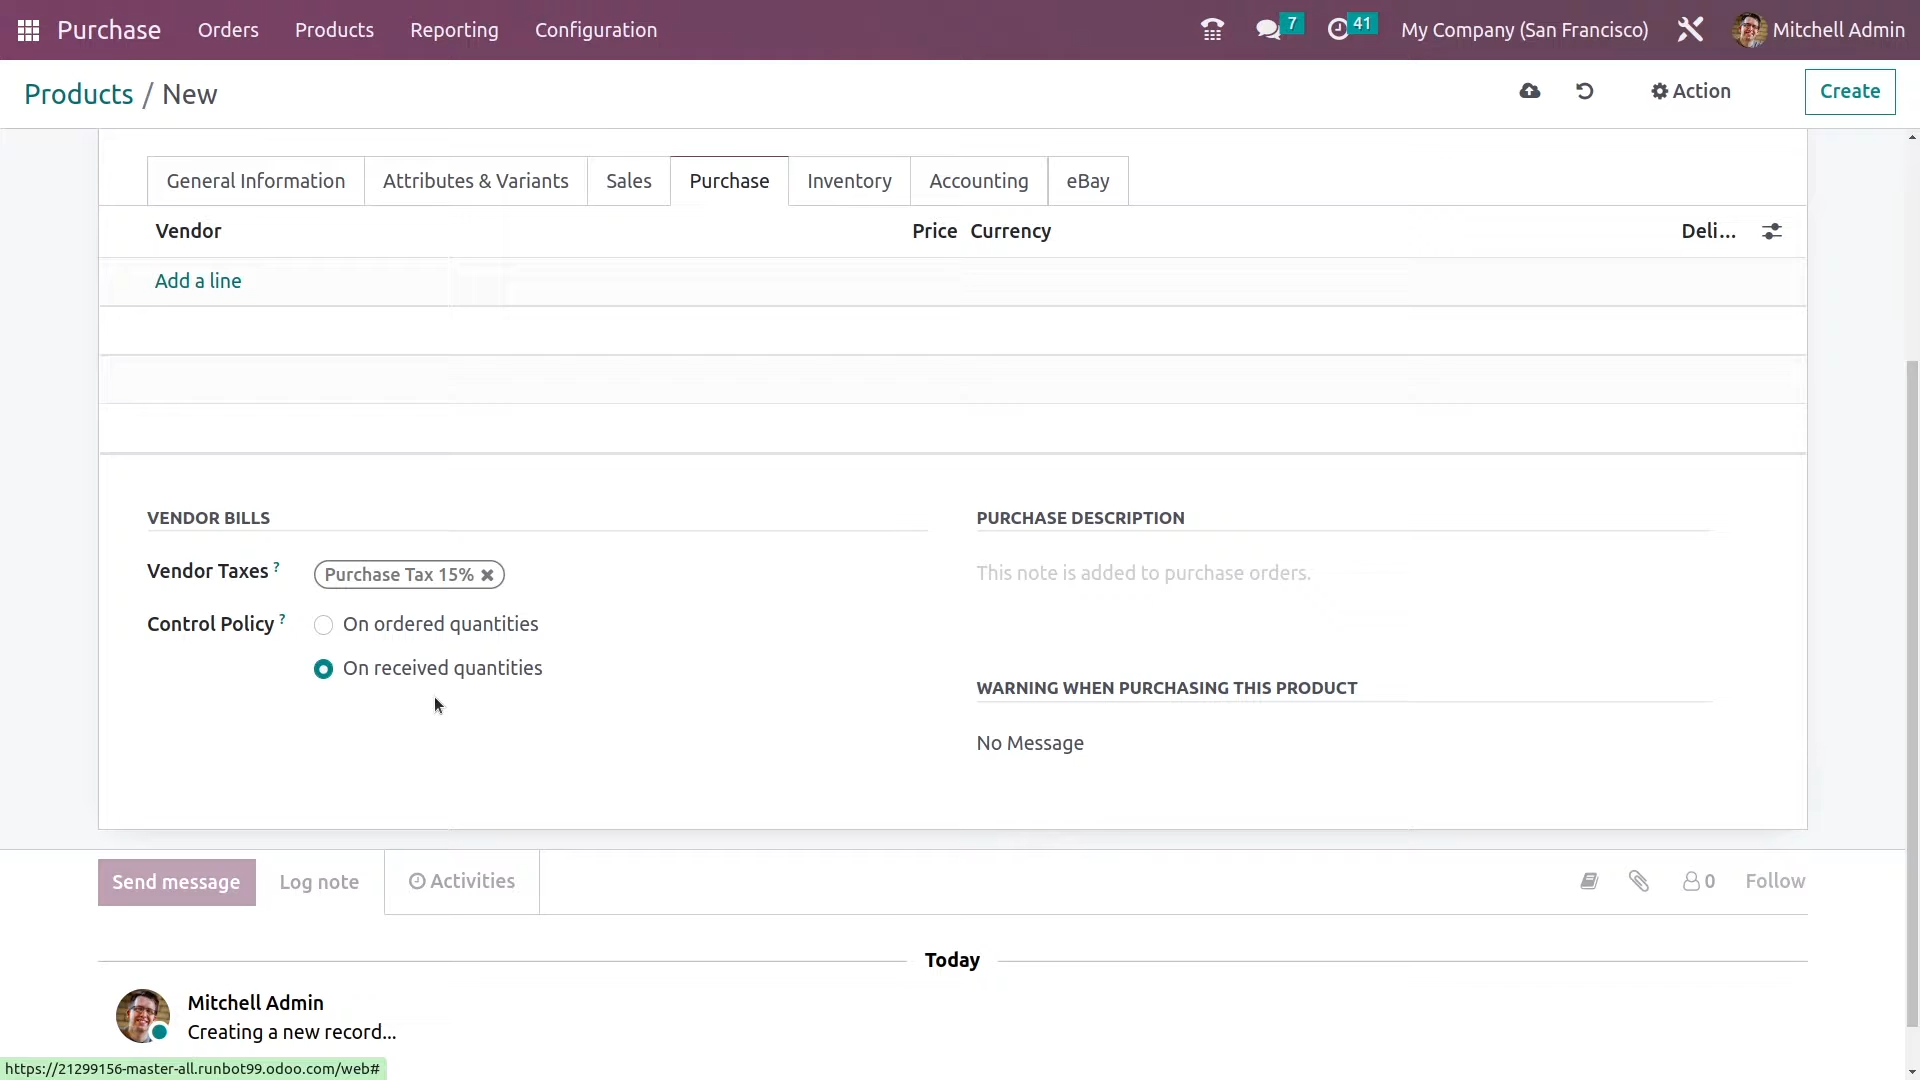 Purchase Orders Products Reporting Configuration 7 41 My Company (San Francisco) Mitchell Admin
Products / New Action Create
General Information Attributes & Variants Sales Purchase Inventory Accounting eBay
Vendor Price Currency Deli...
Add a line
VENDOR BILLS
Vendor Taxes ? Purchase Tax 15% ✖
Control Policy ? On ordered quantities
On received quantities
PURCHASE DESCRIPTION
This note is added to purchase orders.
WARNING WHEN PURCHASING THIS PRODUCT
No Message
Send message Log note Activities 0 Follow
Today
Mitchell Admin
Creating a new record...
https://21299156-master-all.runbot99.odoo.com/web#